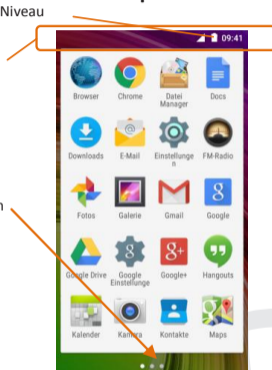 Niveau
09:41
Browser Chrome Datei Manager Docs
Downloads E-Mail Einstellungen FM-Radio
Fotos Galerie Gmail Google
n
Google Drive Google Einstellunge Google+ Hangouts
Kalender Kamera Kontakte Maps